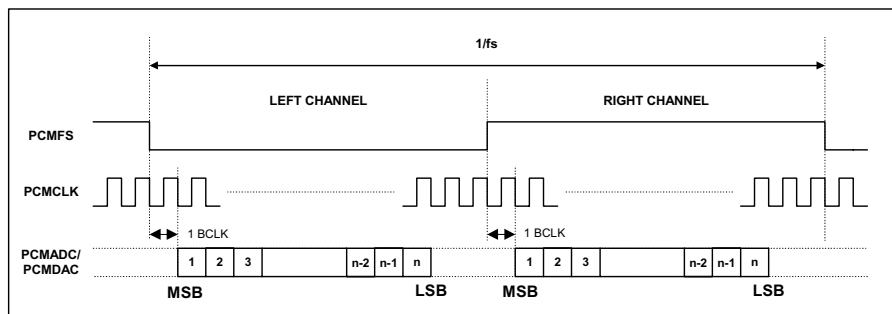 1/fs
LEFT CHANNEL RIGHT CHANNEL
PCMFS
PCMCLK
1 BCLK 1 BCLK
PCMADC/
PCMDAC
1 2 3 n-2 n-1 n 1 2 3 n-2 n-1 n
MSB LSB MSB LSB